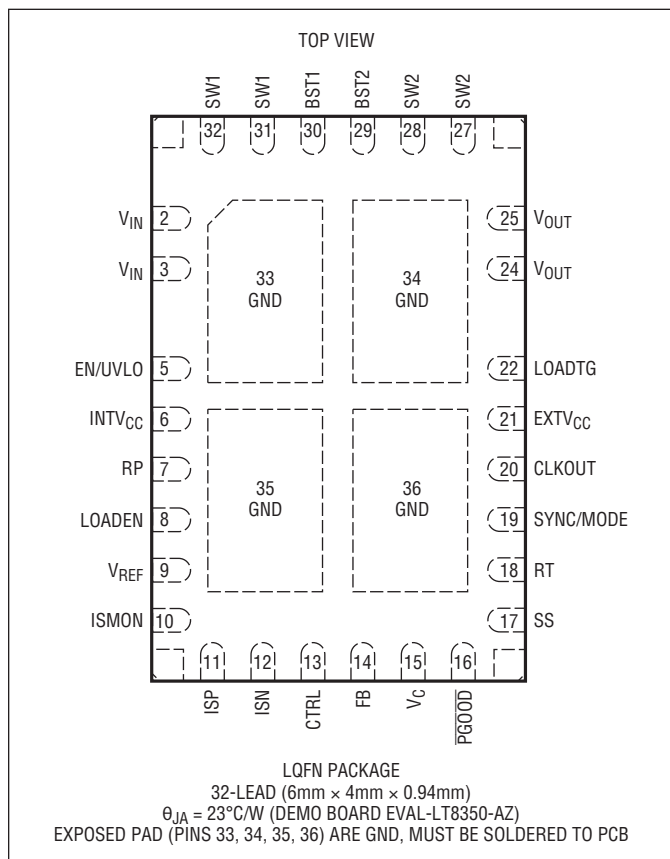 TOP VIEW
SW1 SW1 BST1 BST2 SW2 SW2
32 31 30 29 28 27
VIN 2
VIN 3
25 VOUT
24 VOUT
33
GND
34
GND
EN/UVLO 5
INTVCC 6
RP 7
LOADEN 8
VREF 9
ISMON 10
22 LOADTG
21 EXTVCC
20 CLKOUT
19 SYNC/MODE
18 RT
17 SS
35
GND
36
GND
11 12 13 14 15 16
ISP ISN CTRL FB VC PGOOD
LQFN PACKAGE
32-LEAD (6mm × 4mm × 0.94mm)
θJA = 23°C/W (DEMO BOARD EVAL-LT8350-AZ)
EXPOSED PAD (PINS 33, 34, 35, 36) ARE GND, MUST BE SOLDERED TO PCB